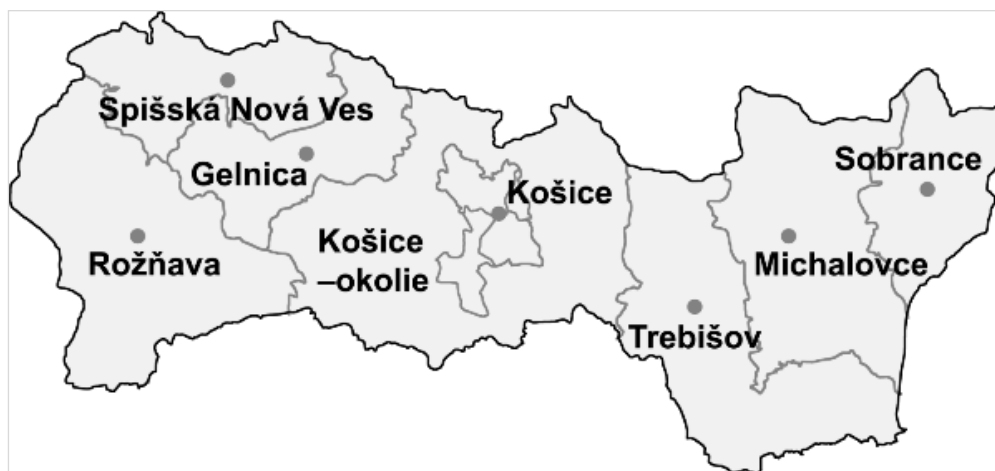 Spišská Nová Ves
Gelnica
Rožňava
Košice
–okolie
Košice
Trebišov
Michalovce
Sobrance